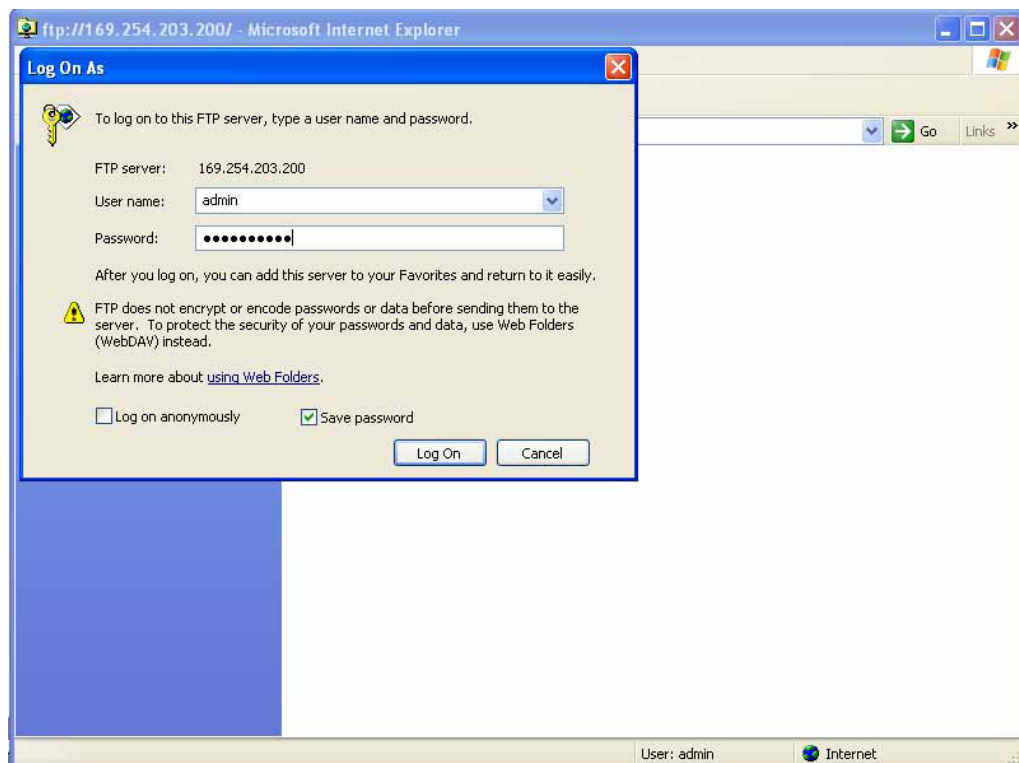 ftp://169.254.203.200/ - Microsoft Internet Explorer
Log On As
To log on to this FTP server, type a user name and password.
Go
Links »
FTP server: 169.254.203.200
User name: admin
Password: ●●●●●●●●●●
After you log on, you can add this server to your Favorites and return to it easily.
FTP does not encrypt or encode passwords or data before sending them to the
server. To protect the security of your passwords and data, use Web Folders
(WebDAV) instead.
Learn more about using Web Folders.
Log on anonymously
Save password
Log On
Cancel
User: admin
Internet